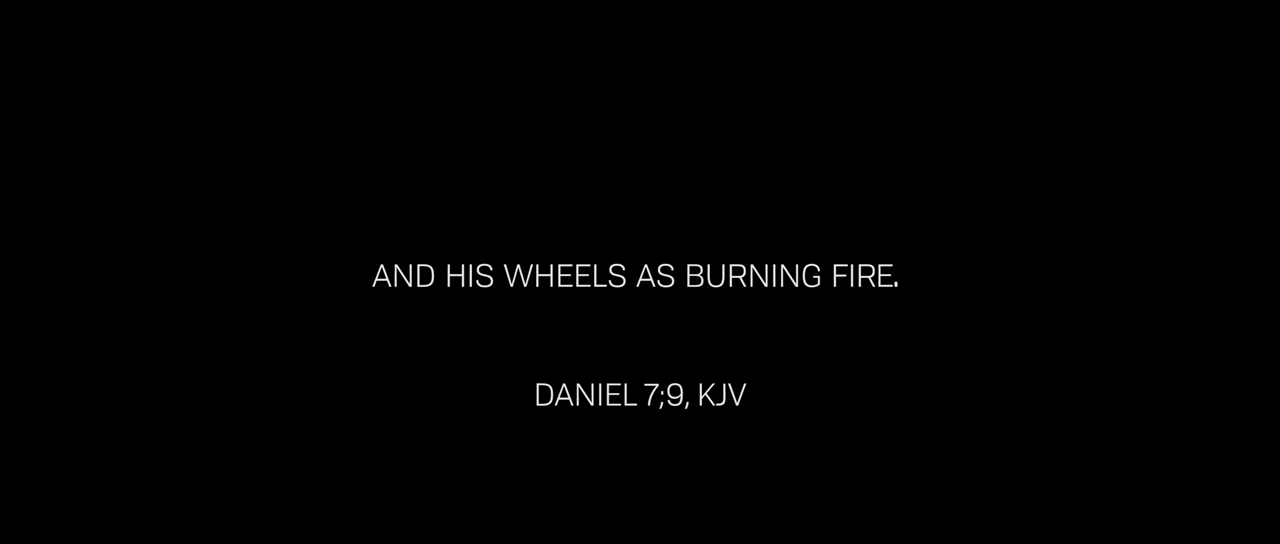 AND HIS WHEELS AS BURNING FIRE.
DANIEL 7;9, KJV